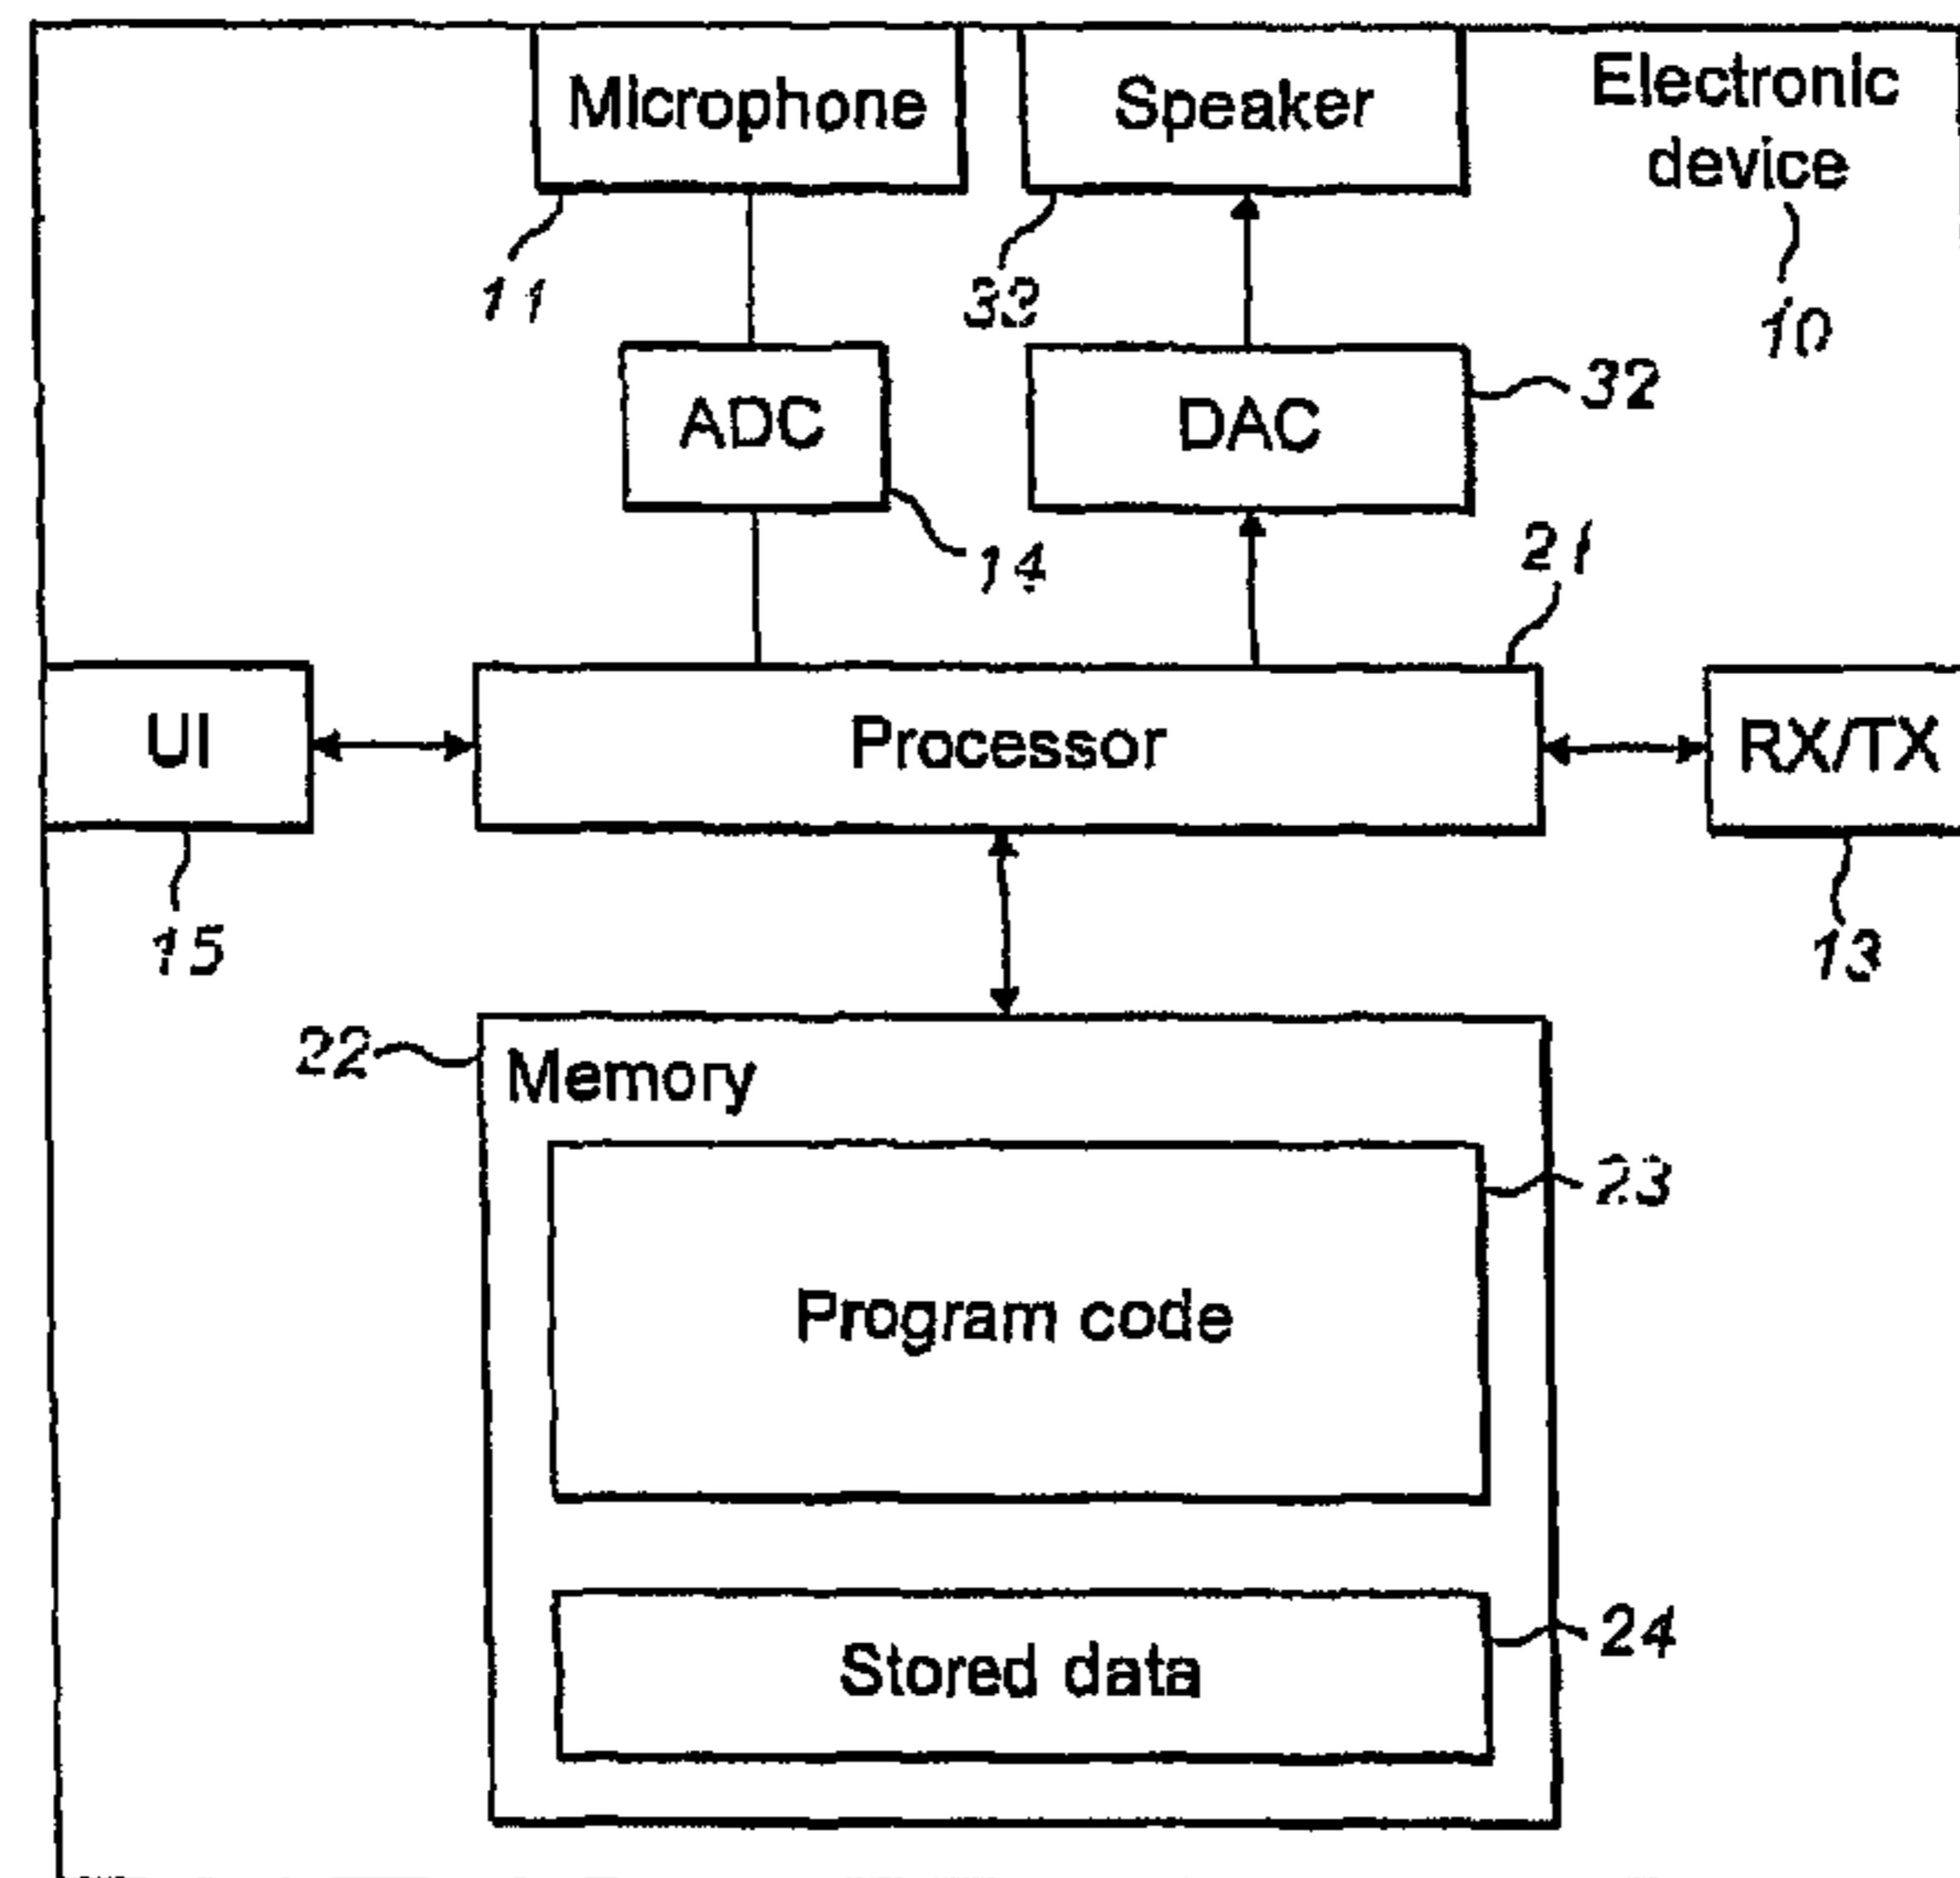 Microphone
Speaker
Electronic
device
11
33
10
ADC
DAC
32
14
21
UI
Processor
RX/TX
15
13
22
Memory
23
Program code
24
Stored data